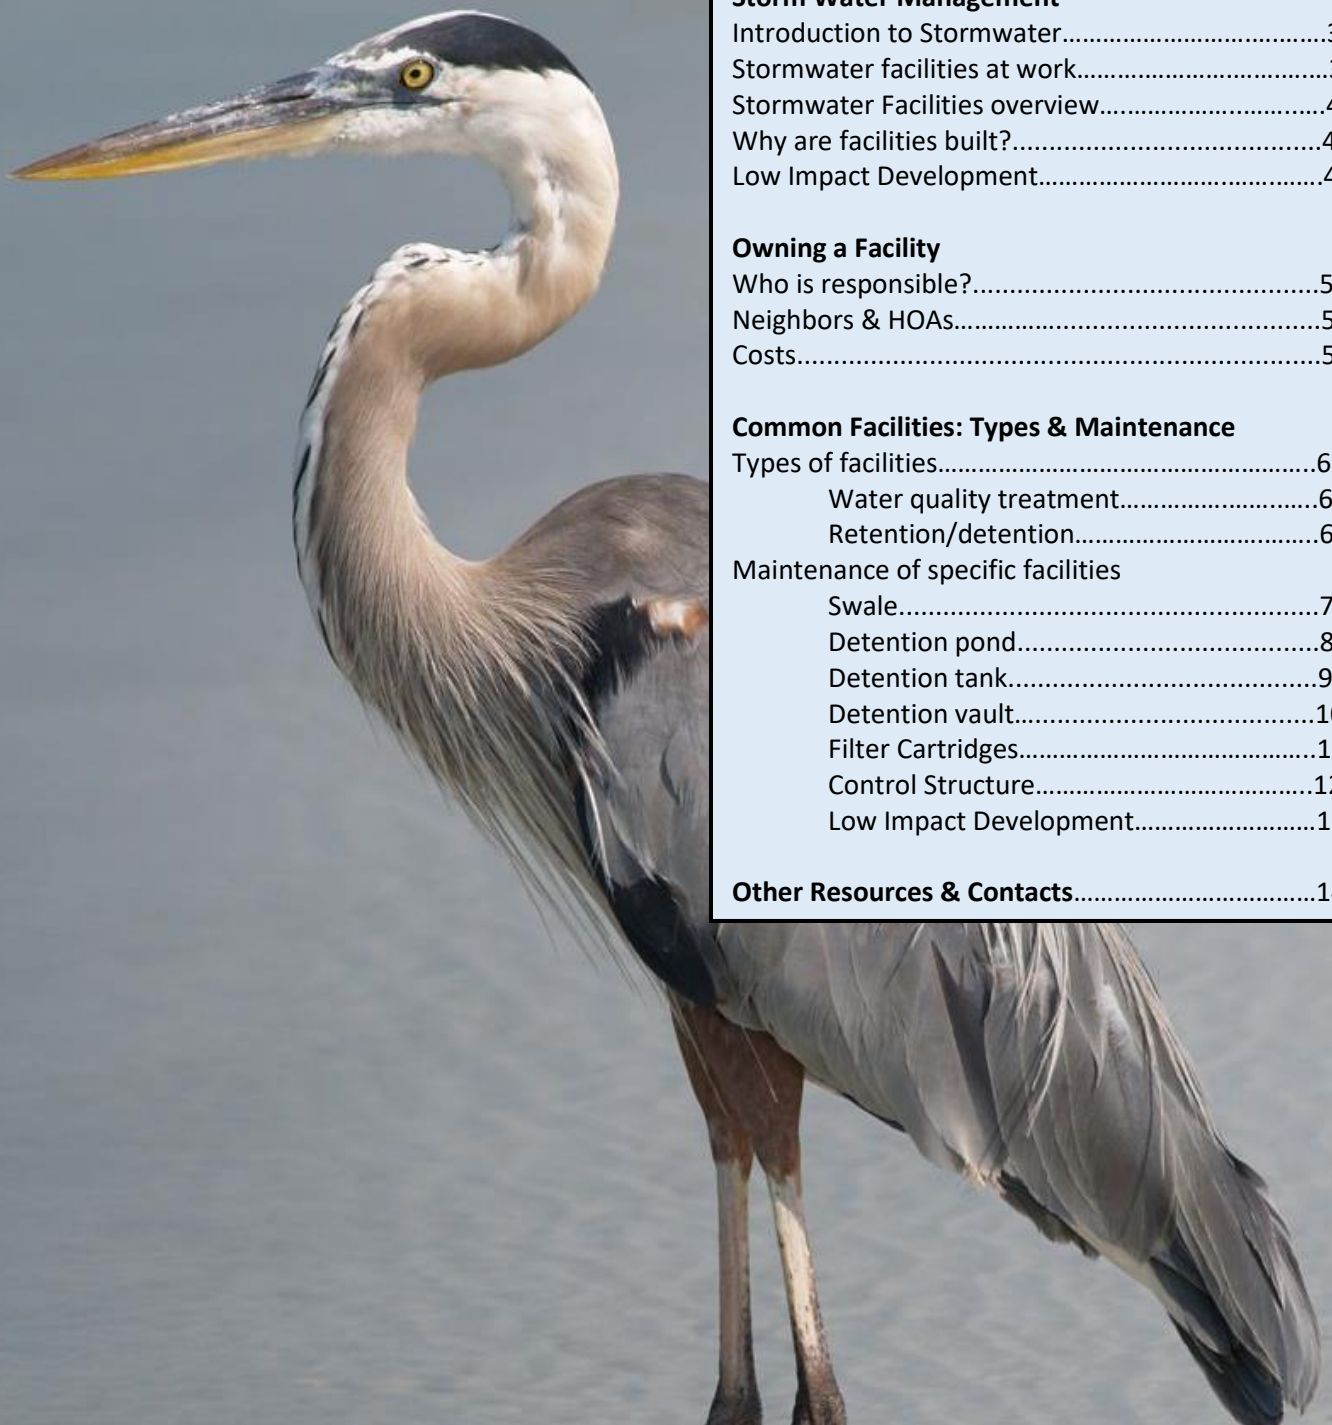 Storm Water Management
Introduction to Stormwater……………………………………3
Stormwater facilities at work……………………………………
Stormwater Facilities overview……………………………….4
Why are facilities built?..........................................4
Low Impact Development………………………………………4
Owning a Facility
Who is responsible?...............................................5
Neighbors & HOAs…………...................................5
Costs........................................................................5
Common Facilities: Types & Maintenance
Types of facilities……………………………………………..6
Water quality treatment…………………………6
Retention/detention………………………………6
Maintenance of specific facilities
Swale..........................................................7
Detention pond..........................................8
Detention tank...........................................9
Detention vault…………………………………
Filter Cartridges…………………………………
Control Structure………………………………
Low Impact Development……………………
Other Resources & Contacts………………………………